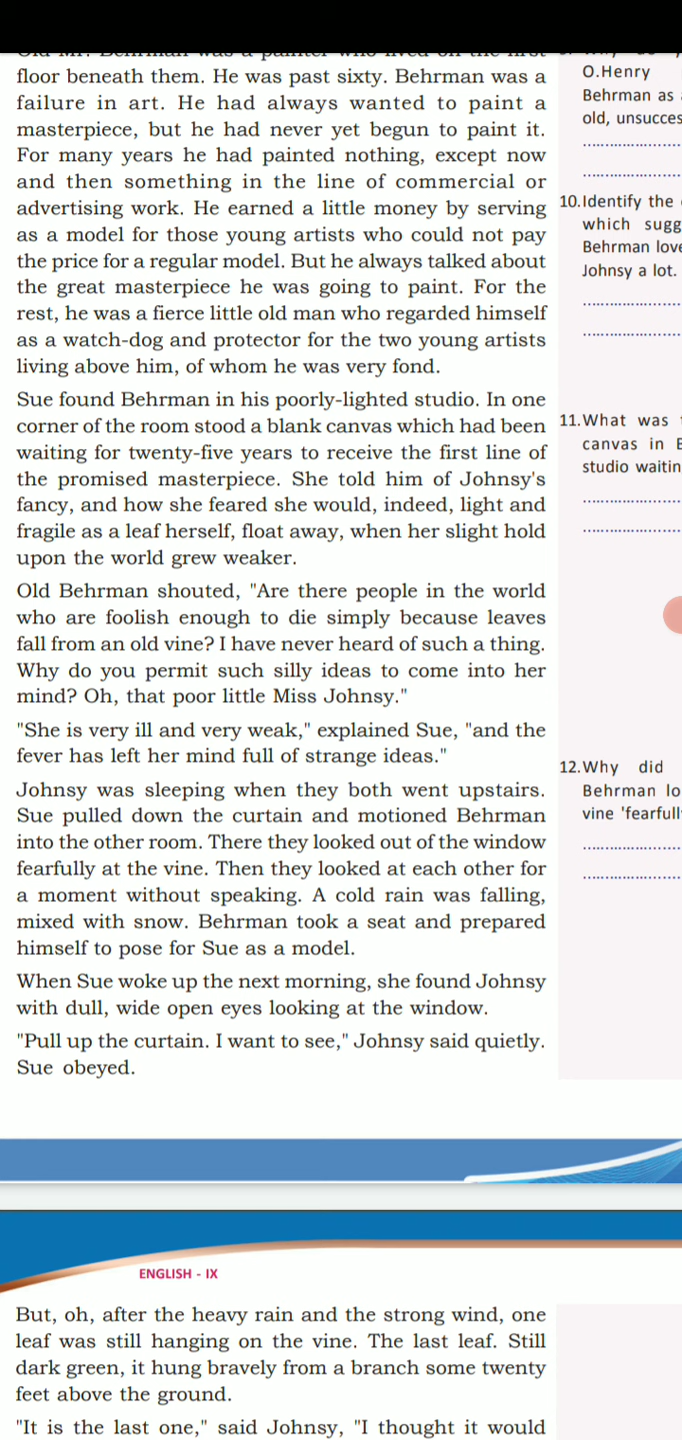 floor beneath them. He was past sixty. Behrman was a
failure in art. He had always wanted to paint a
masterpiece, but he had never yet begun to paint it.
For many years he had painted nothing, except now
and then something in the line of commercial or
advertising work. He earned a little money by serving
as a model for those young artists who could not pay
the price for a regular model. But he always talked about
the great masterpiece he was going to paint. For the
rest, he was a fierce little old man who regarded himself
as a watch-dog and protector for the two young artists
living above him, of whom he was very fond.
Sue found Behrman in his poorly-lighted studio. In one
corner of the room stood a blank canvas which had been
waiting for twenty-five years to receive the first line of
the promised masterpiece. She told him of Johnsy's
fancy, and how she feared she would, indeed, light and
fragile as a leaf herself, float away, when her slight hold
upon the world grew weaker.
Old Behrman shouted, "Are there people in the world
who are foolish enough to die simply because leaves
fall from an old vine? I have never heard of such a thing.
Why do you permit such silly ideas to come into her
mind? Oh, that poor little Miss Johnsy."
"She is very ill and very weak," explained Sue, "and the
fever has left her mind full of strange ideas."
Johnsy was sleeping when they both went upstairs.
Sue pulled down the curtain and motioned Behrman
into the other room. There they looked out of the window
fearfully at the vine. Then they looked at each other for
a moment without speaking. A cold rain was falling,
mixed with snow. Behrman took a seat and prepared
himself to pose for Sue as a model.
When Sue woke up the next morning, she found Johnsy
with dull, wide open eyes looking at the window.
"Pull up the curtain. I want to see," Johnsy said quietly.
Sue obeyed.
O.Henry
Behrman as
old, unsucces
10.Identify the
which sugg
Behrman love
Johnsy a lot.
11.What was
canvas in
studio waitin
12.Why did
Behrman lo
vine 'fearfull
ENGLISH - IX
But, oh, after the heavy rain and the strong wind, one
leaf was still hanging on the vine. The last leaf. Still
dark green, it hung bravely from a branch some twenty
feet above the ground.
"It is the last one," said Johnsy, "I thought it would